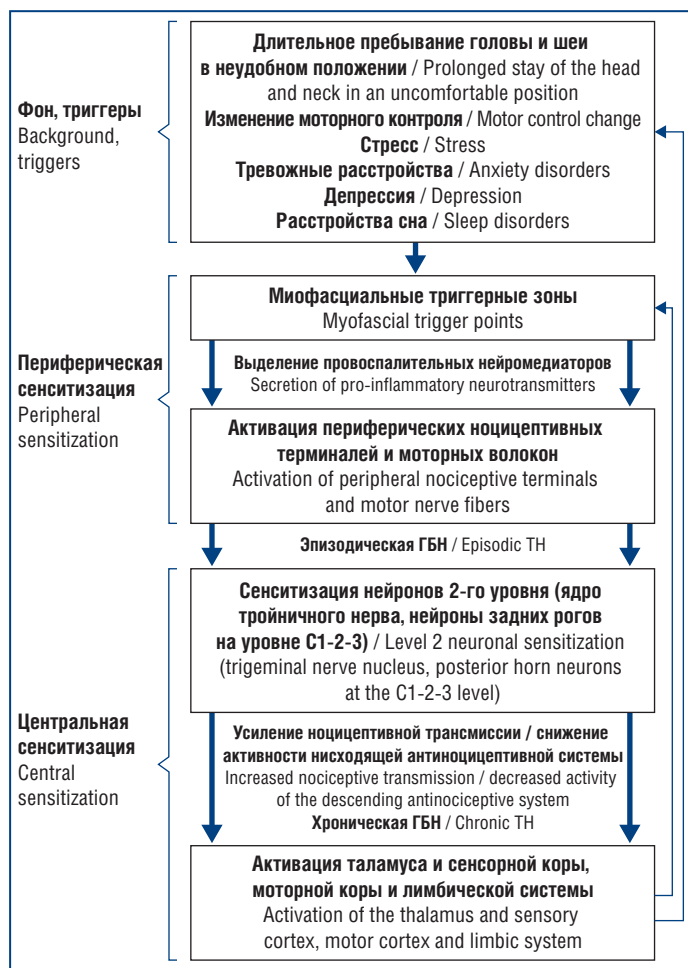 Фон, триггеры
Background,
triggers
Длительное пребывание головы и шеи
в неудобном положении / Prolonged stay of the head
and neck in an uncomfortable position
Изменение моторного контроля / Motor control change
Стресс / Stress
Тревожные расстройства / Anxiety disorders
Депрессия / Depression
Расстройства сна / Sleep disorders
Периферическая
сенситизация
Peripheral
sensitization
Миофасциальные триггерные зоны
Myofascial trigger points
Выделение провоспалительных нейромедиаторов
Secretion of pro-inflammatory neurotransmitters
Активация периферических ноцицептивных
терминалей и моторных волокон
Activation of peripheral nociceptive terminals
and motor nerve fibers
Эпизодическая ГБН / Episodic TH
Центральная
сенситизация
Central
sensitization
Сенситизация нейронов 2-го уровня (ядро
тройничного нерва, нейроны задних рогов
на уровне С1-2-3) / Level 2 neuronal sensitization
(trigeminal nerve nucleus, posterior horn neurons
at the C1-2-3 level)
Усиление ноцицептивной трансмиссии / снижение
активности нисходящей антиноцицептивной системы
Increased nociceptive transmission / decreased activity
of the descending antinociceptive system
Хроническая ГБН / Chronic TH
Активация таламуса и сенсорной коры,
моторной коры и лимбической системы
Activation of the thalamus and sensory
cortex, motor cortex and limbic system